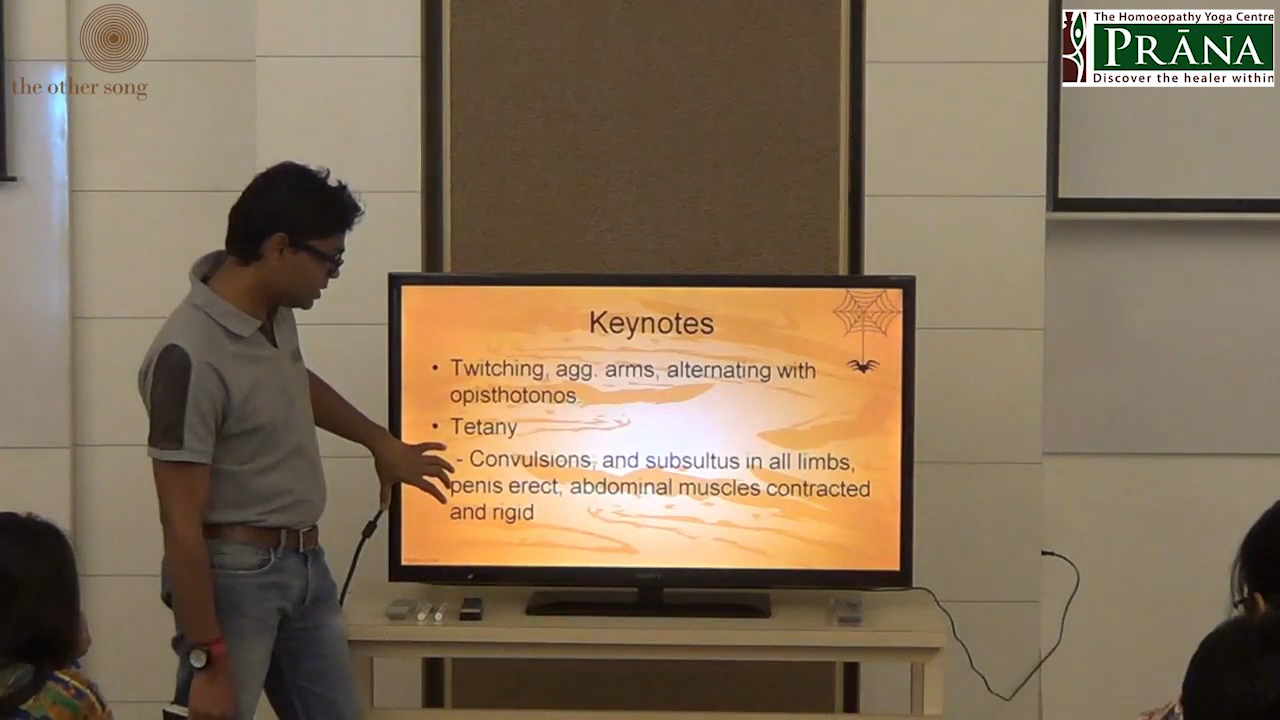 the other song
The Homoeopathy Yoga Centre
PRĀNA
Discover the healer within
Keynotes
• Twitching, agg. arms, alternating with
opisthotonos.
• Tetany
- Convulsions, and subsultus in all limbs,
penis erect, abdominal muscles contracted
and rigid
SONY